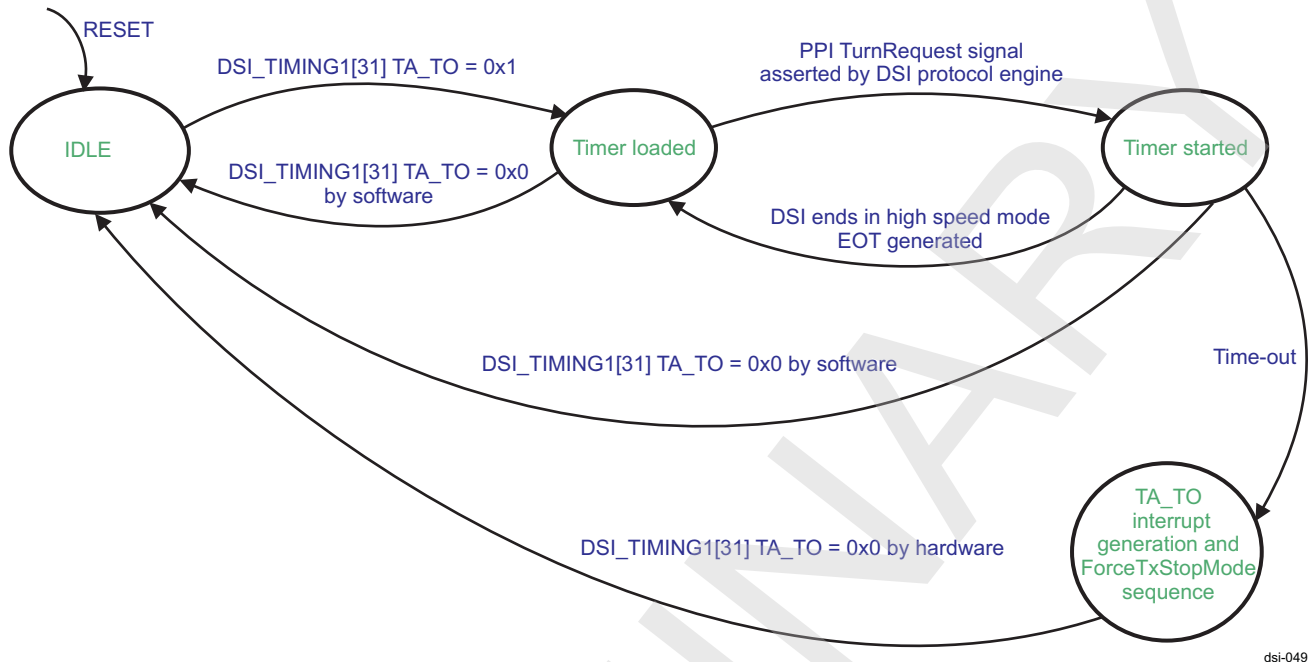 RESET
DSI_TIMING1[31] TA_TO = 0x1
PPI TurnRequest signal
asserted by DSI protocol engine
IDLE
Timer loaded
Timer started
DSI_TIMING1[31] TA_TO = 0x0
by software
DSI ends in high speed mode
EOT generated
DSI_TIMING1[31] TA_TO = 0x0 by software
Time-out
TA_TO
interrupt
generation and
ForceTxStopMode
sequence
DSI_TIMING1[31] TA_TO = 0x0 by hardware
dsi-049
INARY